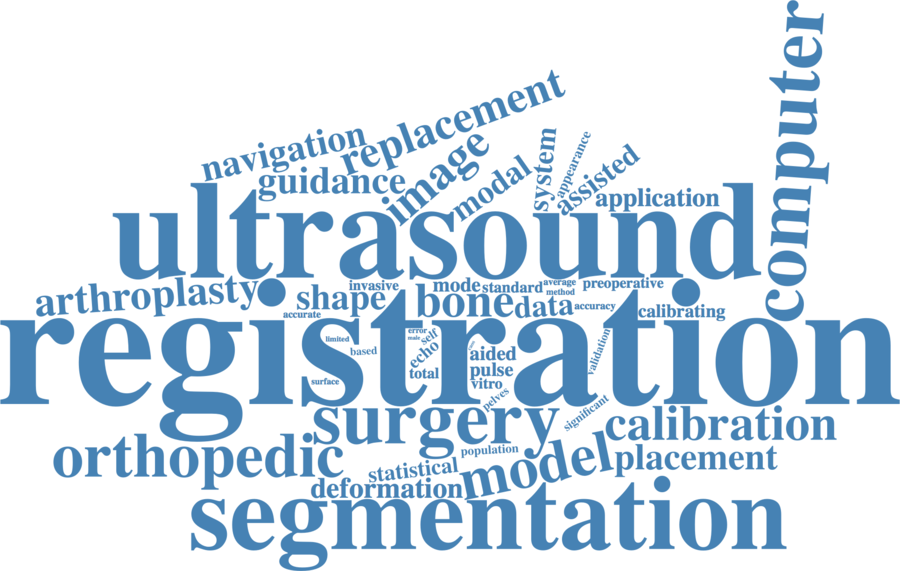 computer
replacement
navigation
guidance
image
modal
system
appearance
assisted
application
ultrasound
arthroplasty
shape
invasive
accurate
bone
mode
standard
data
average
method
accuracy
preoperative
calibrating
registration
limited
based
surface
error
self
echo
total
aided
pulse
vitro
pelves
validation
significant
surgery
calibration
orthopedic
population
statistical
deformation
model
placement
segmentation